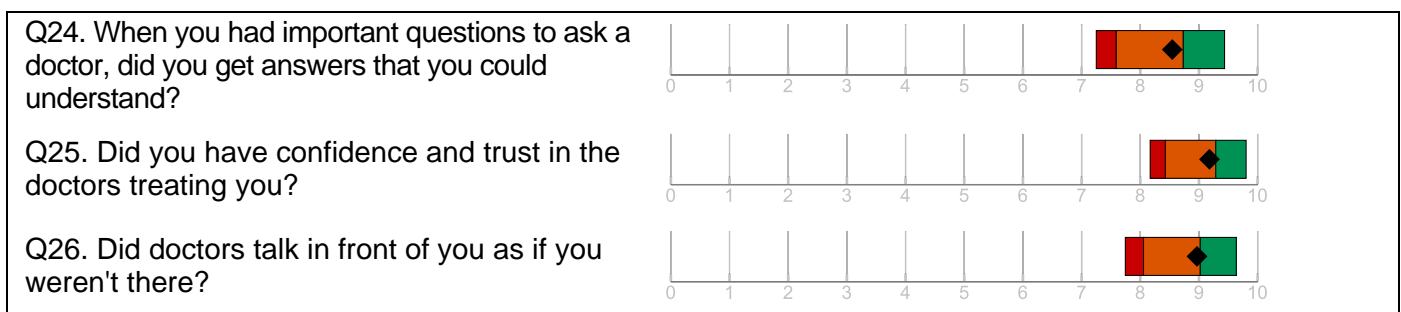 Q24. When you had important questions to ask a
doctor, did you get answers that you could
understand?
0 1 2 3 4 5 6 7 8 9 10
Q25. Did you have confidence and trust in the
doctors treating you?
0 1 2 3 4 5 6 7 8 9 10
Q26. Did doctors talk in front of you as if you
weren't there?
0 1 2 3 4 5 6 7 8 9 10